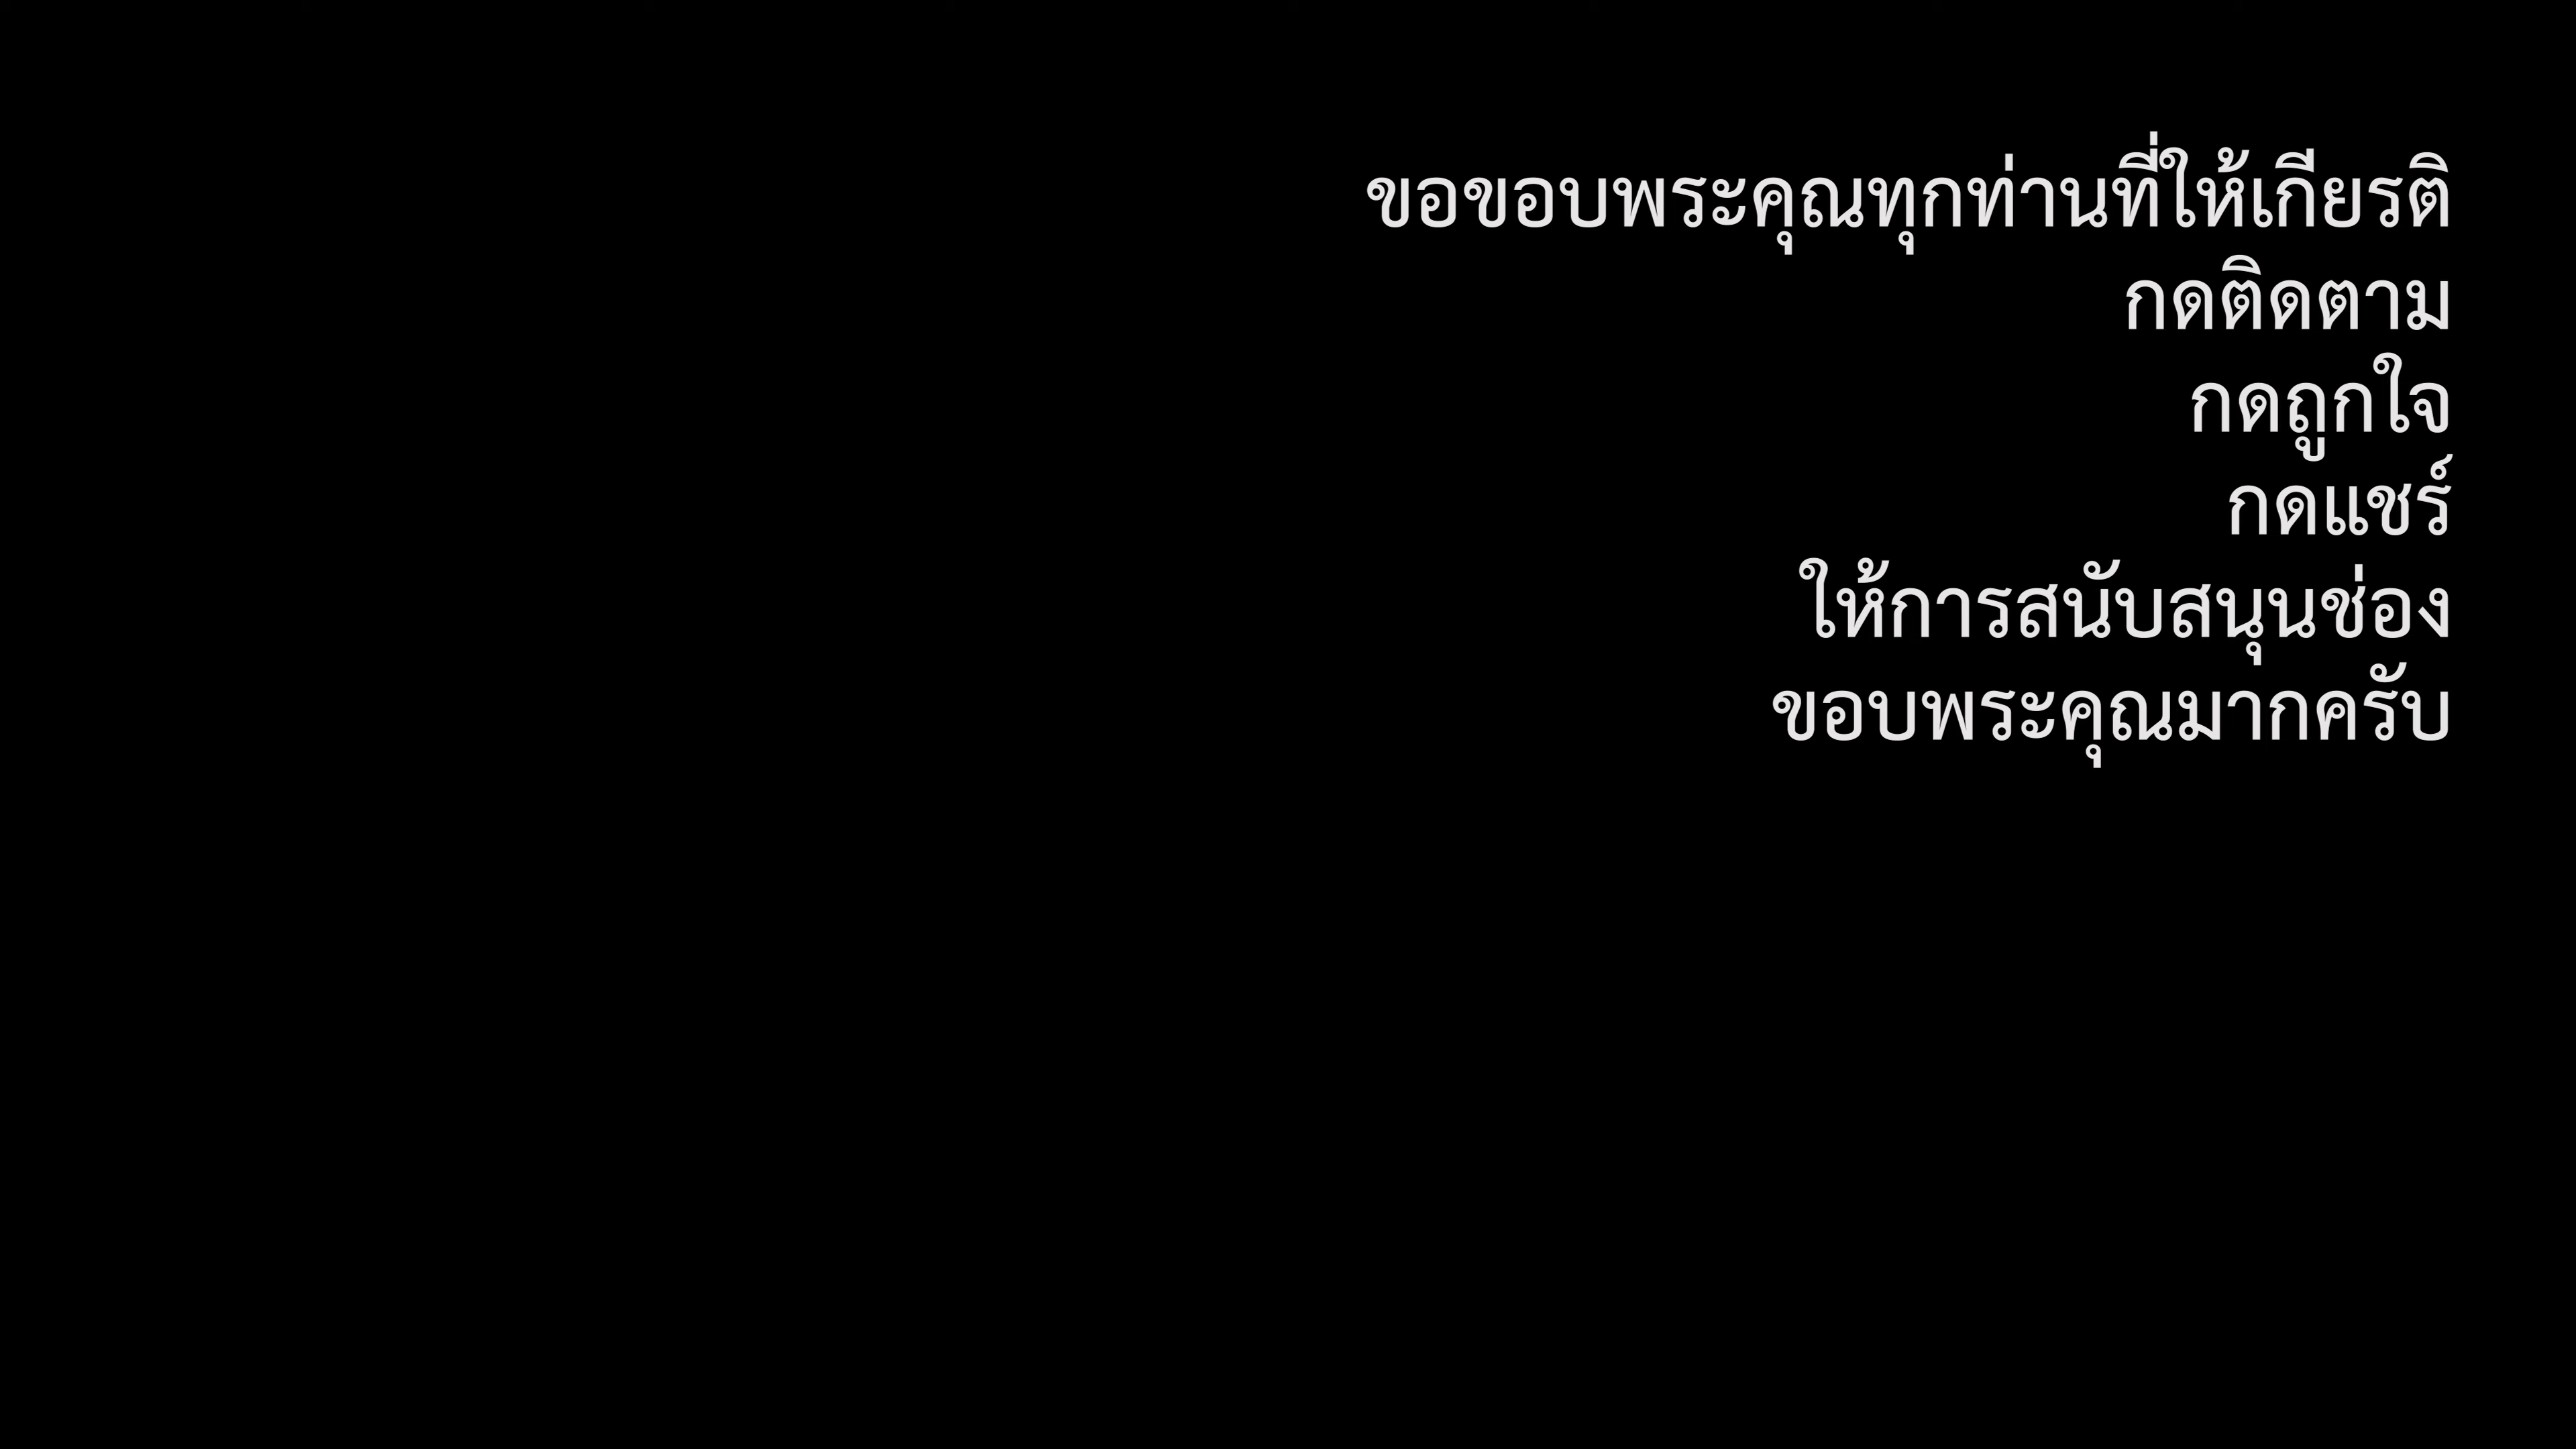 ขอขอบพระคุณทุกท่านที่ให้เกียรติ
กดติดตาม
กดถูกใจ
กดแชร์
ให้การสนับสนุนช่อง
ขอบพระคุณมากครับ